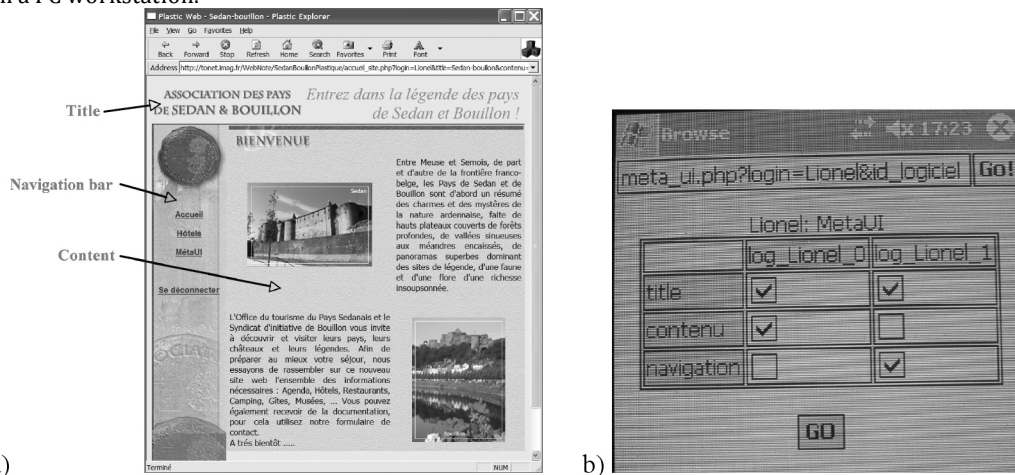 Plastic Web - Sedan-bouillon - Plastic Explorer
File View Go Favorites Help
Back Forward Stop Refresh Home Search Favorites Print Font
Address http://tonet.imag.fr/WebNote/SedanBouillonPlastique/accueil_site.php?login=Lionel&title=Sedan-bouillon&contenu=
Title
ASSOCIATION DES PAYS
DE SEDAN & BOUILLON
Entrez dans la légende des pays
de Sedan et Bouillon !
Navigation bar
Accueil
Hôtels
MétaUI
Se déconnecter
Content
BIENVENUE
Sedan
Entre Meuse et Semois, de part
et d'autre de la frontière franco-
belge, les Pays de Sedan et de
Bouillon sont d'abord un résumé
des charmes et des mystères de
la nature ardennaise, faite de
hauts plateaux couverts de forêts
profondes, de vallées sinueuses
aux méandres encaissés, de
panoramas superbes dominant
des sites de légende, d'une faune
et d'une flore d'une richesse
insoupsonnée.
L'Office du tourisme du Pays Sedanais et le
Syndicat d'initiative de Bouillon vous invite
à découvrir et visiter leurs pays, leurs
châteaux et leurs légendes. Afin de
préparer au mieux votre séjour, nous
essayons de rassembler sur ce nouveau
site web l'ensemble des informations
nécessaires : Agenda, Hôtels, Restaurants,
Camping, Gîtes, Musées, ... Vous pouvez
également recevoir de la documentation,
pour cela utilisez notre formulaire de
contact.
A très bientôt .....
Bouillon
Terminé NUM
b)
Browse 17:23
meta_ui.php?login=Lionel&id_logiciel Go!
Lionel: MetaUI
log_Lionel_0 log_Lionel_1
title
contenu
navigation
GO